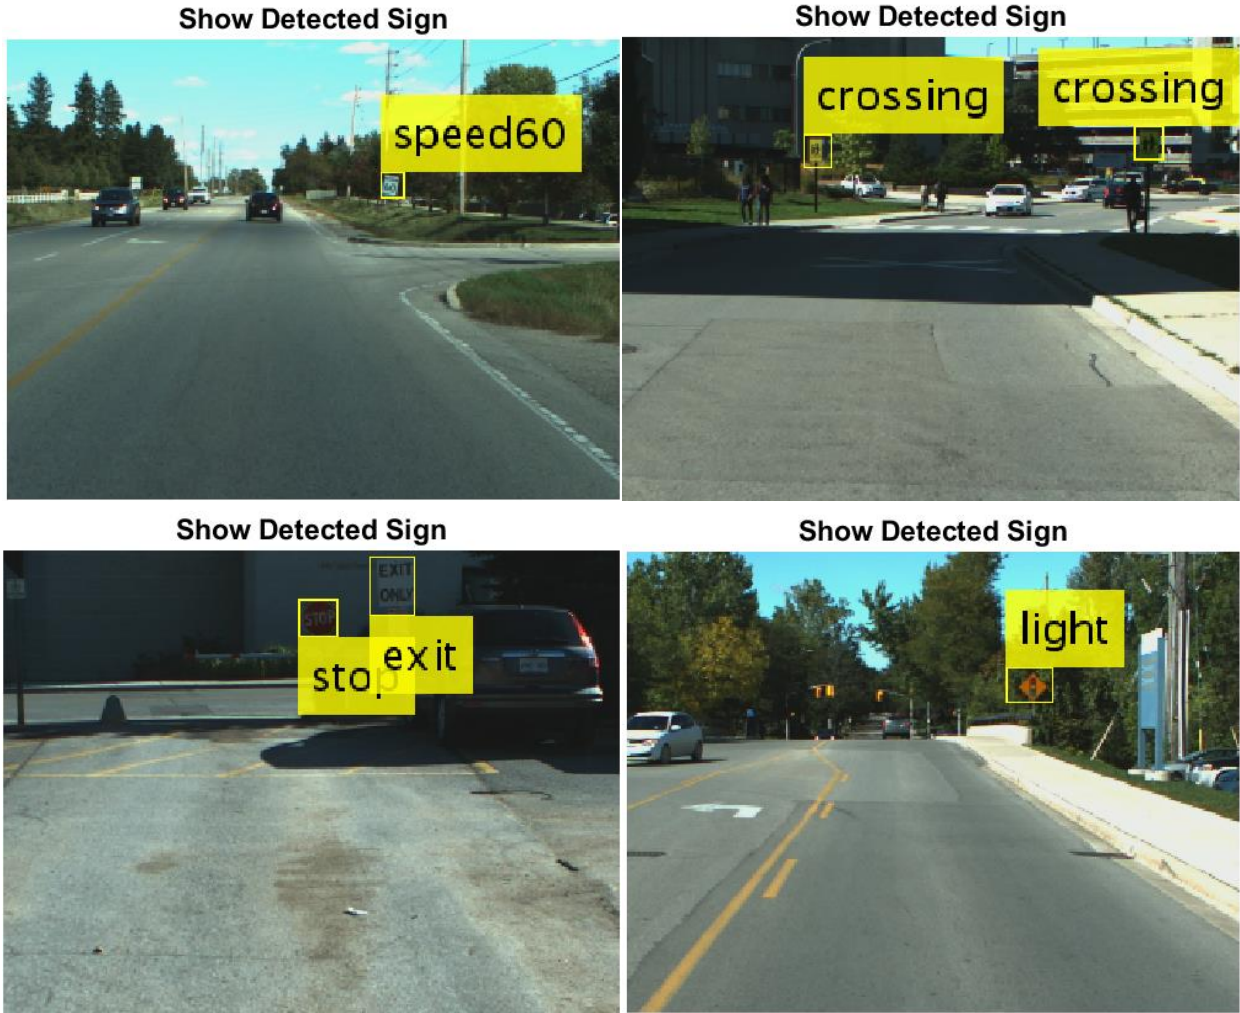 Show Detected Sign
speed60
Show Detected Sign
crossing
crossing
Show Detected Sign
EXIT
ONLY
STOP
exit
stop
Show Detected Sign
light